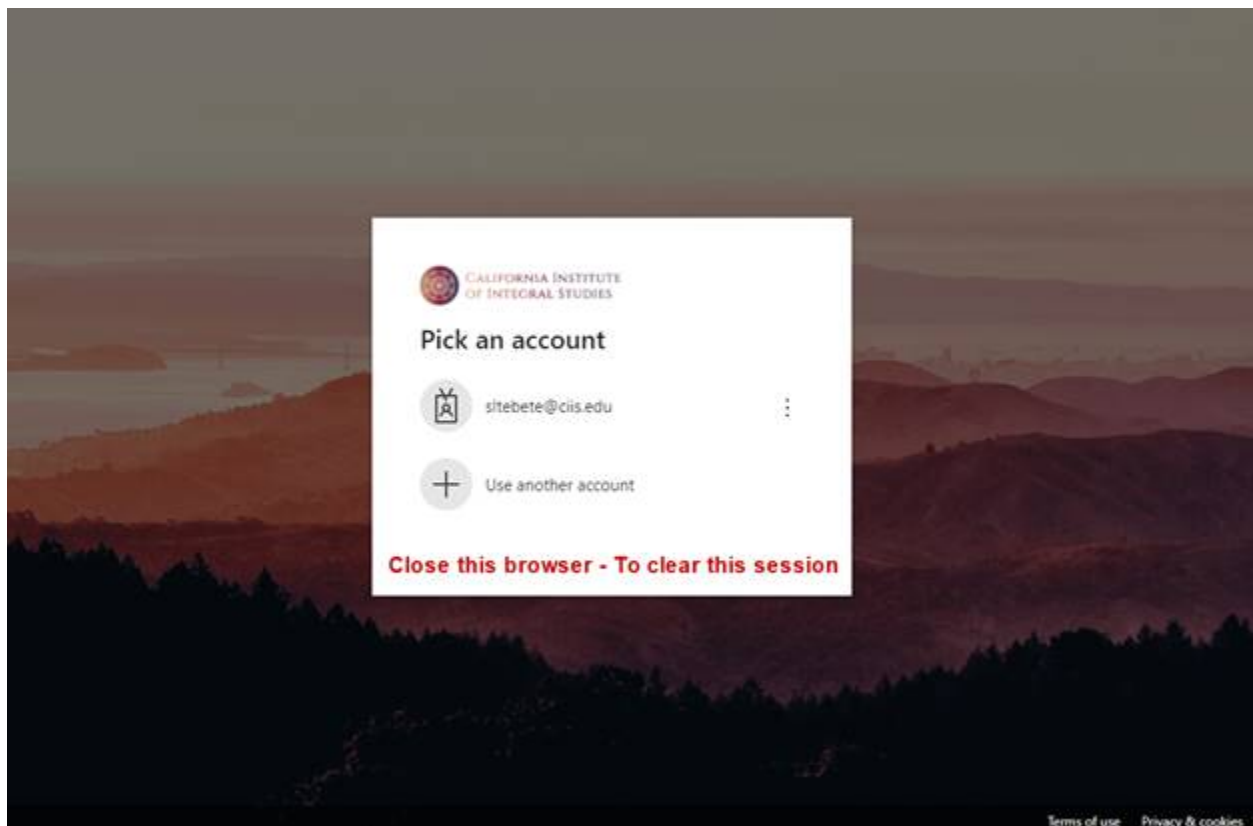 CALIFORNIA INSTITUTE
OF INTEGRAL STUDIES
Pick an account
sltebete@ciis.edu
Use another account
Close this browser - To clear this session
Terms of use Privacy & cookies